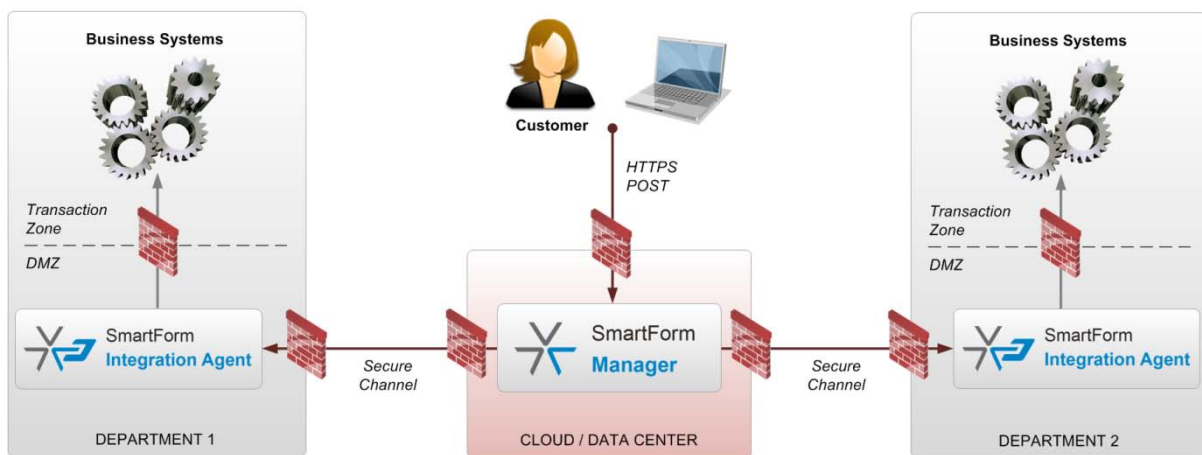 Business Systems
Transaction
Zone
DMZ
SmartForm
Integration Agent
DEPARTMENT 1
Customer
HTTPS
POST
Secure
Channel
SmartForm
Manager
CLOUD / DATA CENTER
Secure
Channel
Business Systems
Transaction
Zone
DMZ
SmartForm
Integration Agent
DEPARTMENT 2